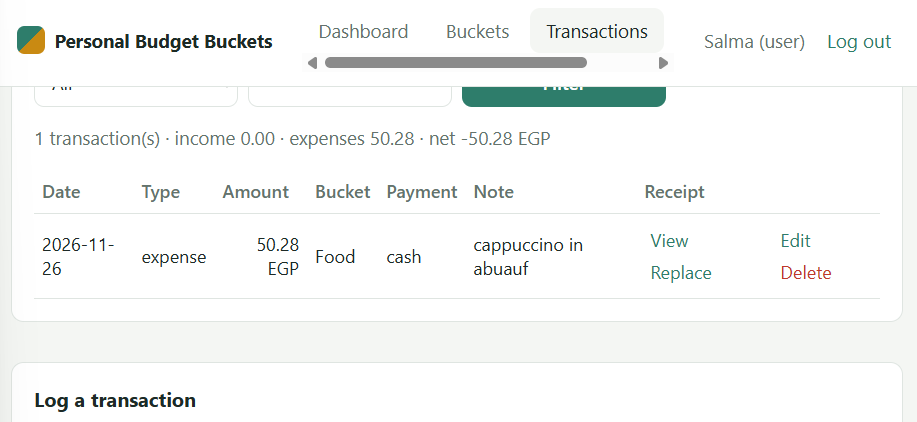 Personal Budget Buckets
Dashboard Buckets Transactions
Salma (user) Log out
All Filter
1 transaction(s) · income 0.00 · expenses 50.28 · net -50.28 EGP
Date Type Amount Bucket Payment Note Receipt
2026-11-26 expense 50.28 EGP Food cash cappuccino in abuauf View Replace Edit Delete
Log a transaction